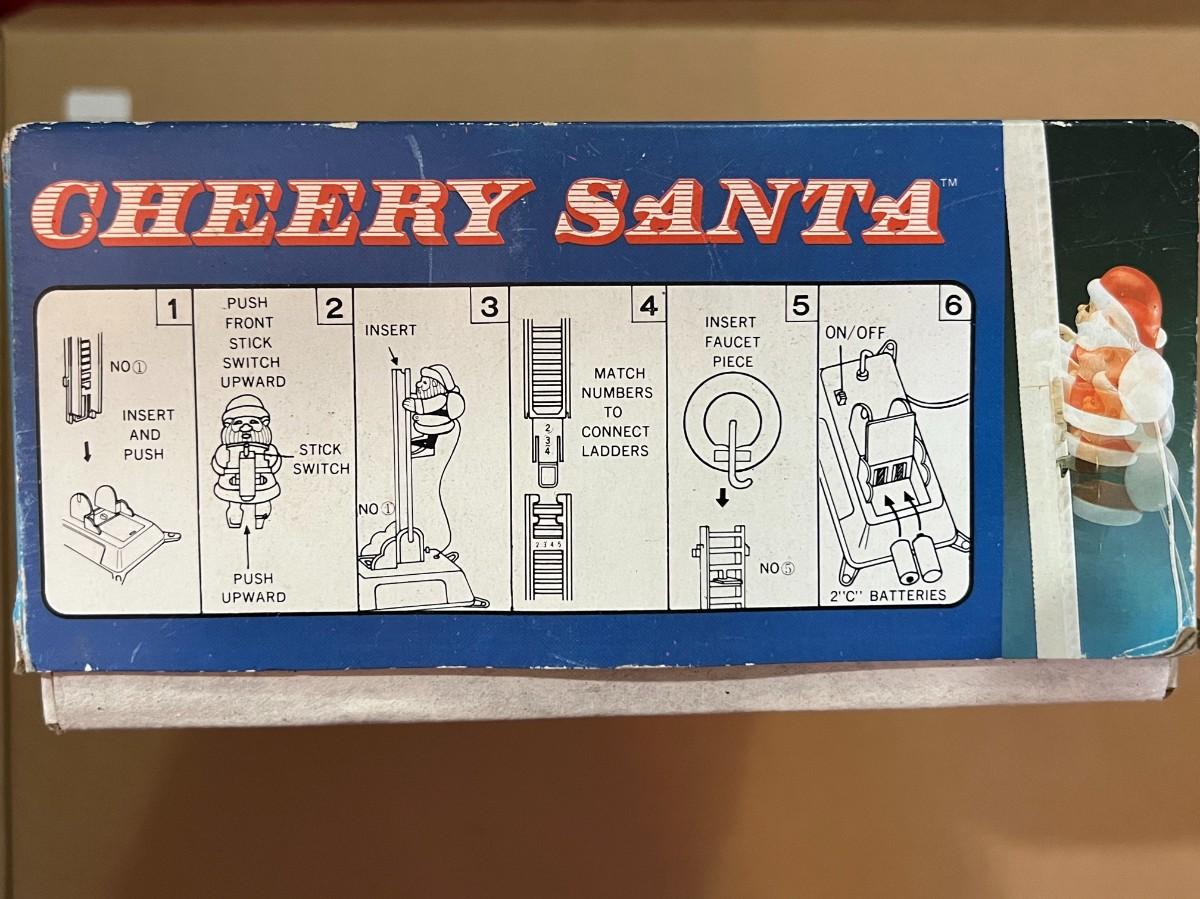 CHEERY SANTA™
1
NO①
INSERT
AND
PUSH
2
PUSH
FRONT
STICK
SWITCH
UPWARD
STICK
SWITCH
PUSH
UPWARD
3
INSERT
NO①
4
MATCH
NUMBERS
TO
CONNECT
LADDERS
2
3
4
2 3 4 5
5
INSERT
FAUCET
PIECE
NO⑤
6
ON/OFF
2"C" BATTERIES